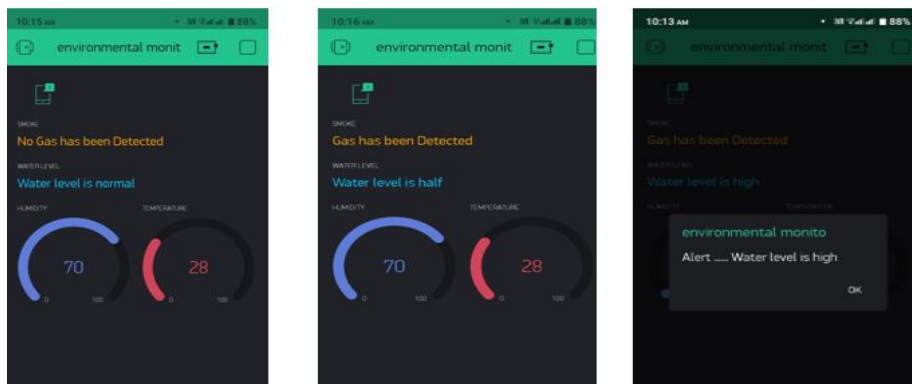 10:15 AM
88%
environmental monit
SMOKE
No Gas has been Detected
WATER LEVEL
Water level is normal
HUMIDITY TEMPERATURE
70 28
0 100 0 100
10:16 AM
88%
environmental monit
SMOKE
Gas has been Detected
WATER LEVEL
Water level is half
HUMIDITY TEMPERATURE
70 28
0 100 0 100
10:13 AM
88%
environmental monit
SMOKE
Gas has been Detected
WATER LEVEL
Water level is high
HUMIDITY TEMPERATURE
environmental monito
Alert ..... Water level is high
OK